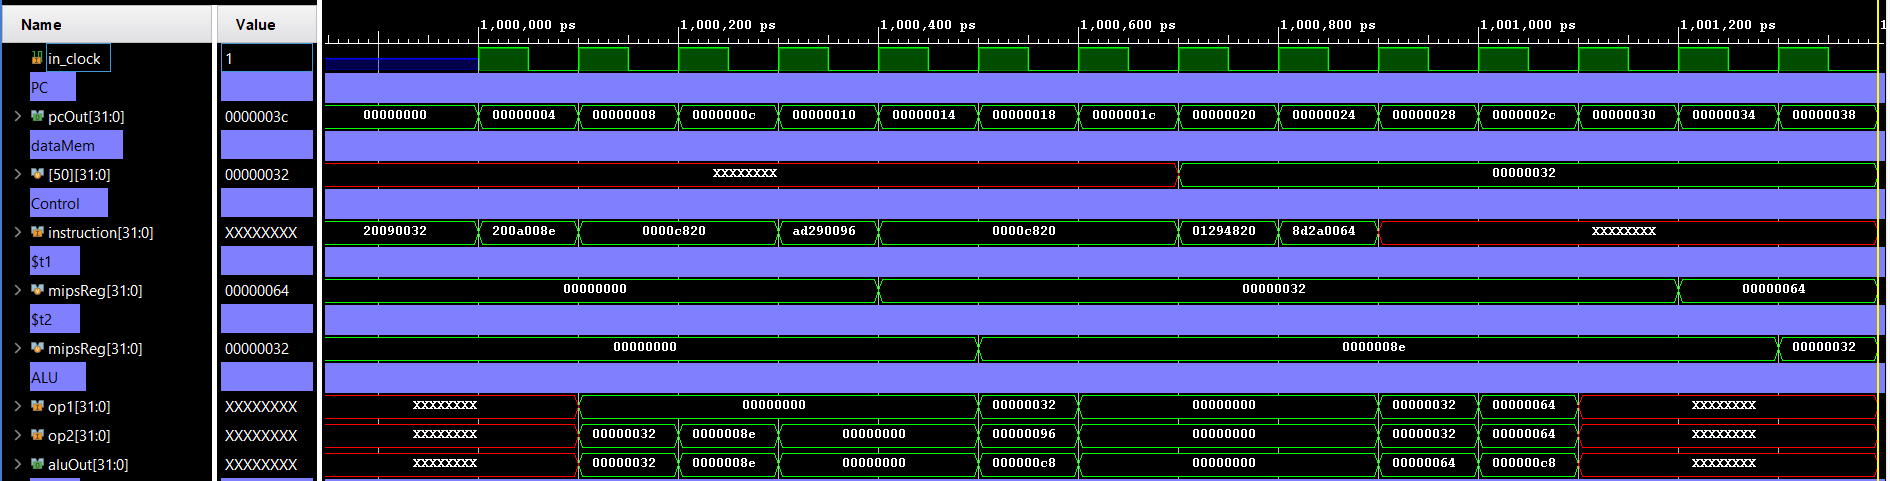 Name Value 1,000,000 ps 1,000,200 ps 1,000,400 ps 1,000,600 ps 1,000,800 ps 1,001,000 ps 1,001,200 ps 1
in_clock 1
PC
pcOut[31:0] 0000003c 00000000 00000004 00000008 0000000c 00000010 00000014 00000018 0000001c 00000020 00000024 00000028 0000002c 00000030 00000034 00000038
dataMem
[50][31:0] 00000032 XXXXXXXX 00000032
Control
instruction[31:0] XXXXXXXX 20090032 200a008e 0000c820 ad290096 0000c820 01294820 8d2a0064 XXXXXXXX
$t1
mipsReg[31:0] 00000064 00000000 00000032 00000064
$t2
mipsReg[31:0] 00000032 00000000 0000008e 00000032
ALU
op1[31:0] XXXXXXXX XXXXXXXX 00000000 00000032 00000000 00000032 00000064 XXXXXXXX
op2[31:0] XXXXXXXX XXXXXXXX 00000032 0000008e 00000000 00000096 00000000 00000032 00000064 XXXXXXXX
aluOut[31:0] XXXXXXXX XXXXXXXX 00000032 0000008e 00000000 000000c8 00000000 00000064 000000c8 XXXXXXXX